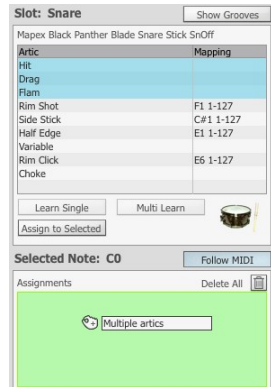 Slot: Snare Show Grooves
Mapex Black Panther Blade Snare Stick SnOff
Artic Mapping
Hit
Drag
Flam
Rim Shot F1 1-127
Side Stick C#1 1-127
Half Edge E1 1-127
Variable
Rim Click E6 1-127
Choke
Learn Single Multi Learn
Assign to Selected
Selected Note: C0 Follow MIDI
Assignments Delete All
Multiple artics